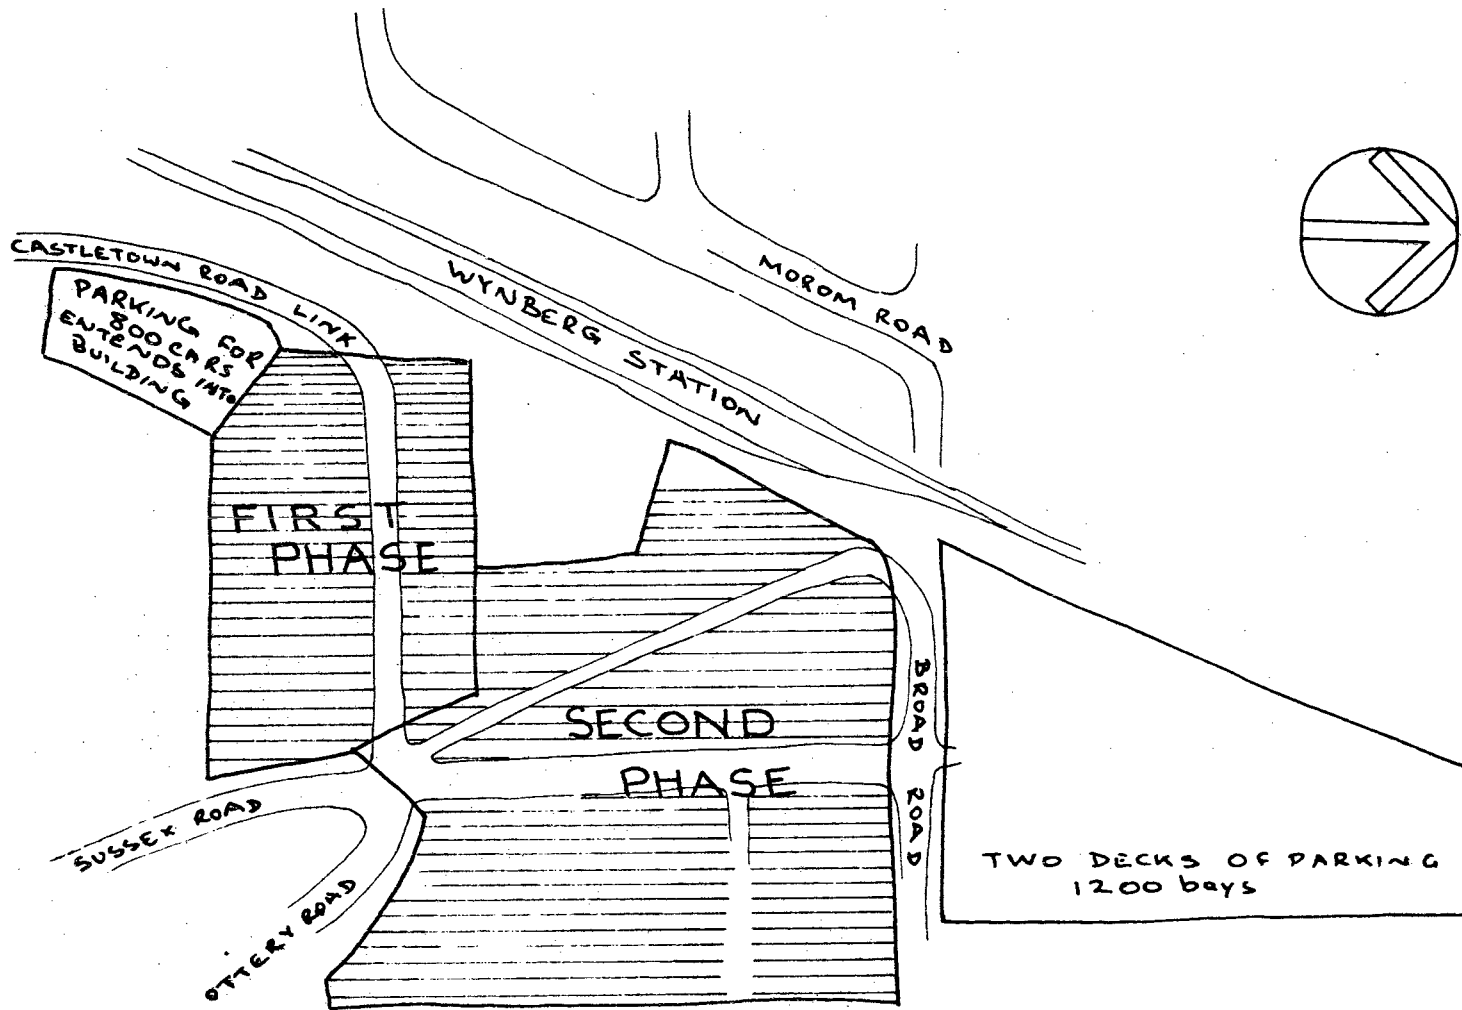 CASTLETOWN ROAD LINK
PARKING FOR
800 CARS
ENTENDS INTO
BUILDING
WYNBERG STATION
MOROM ROAD
FIRST
PHASE
SECOND
PHASE
BROAD ROAD
SUSSEX ROAD
OTTERY ROAD
TWO DECKS OF PARKING
1200 bays